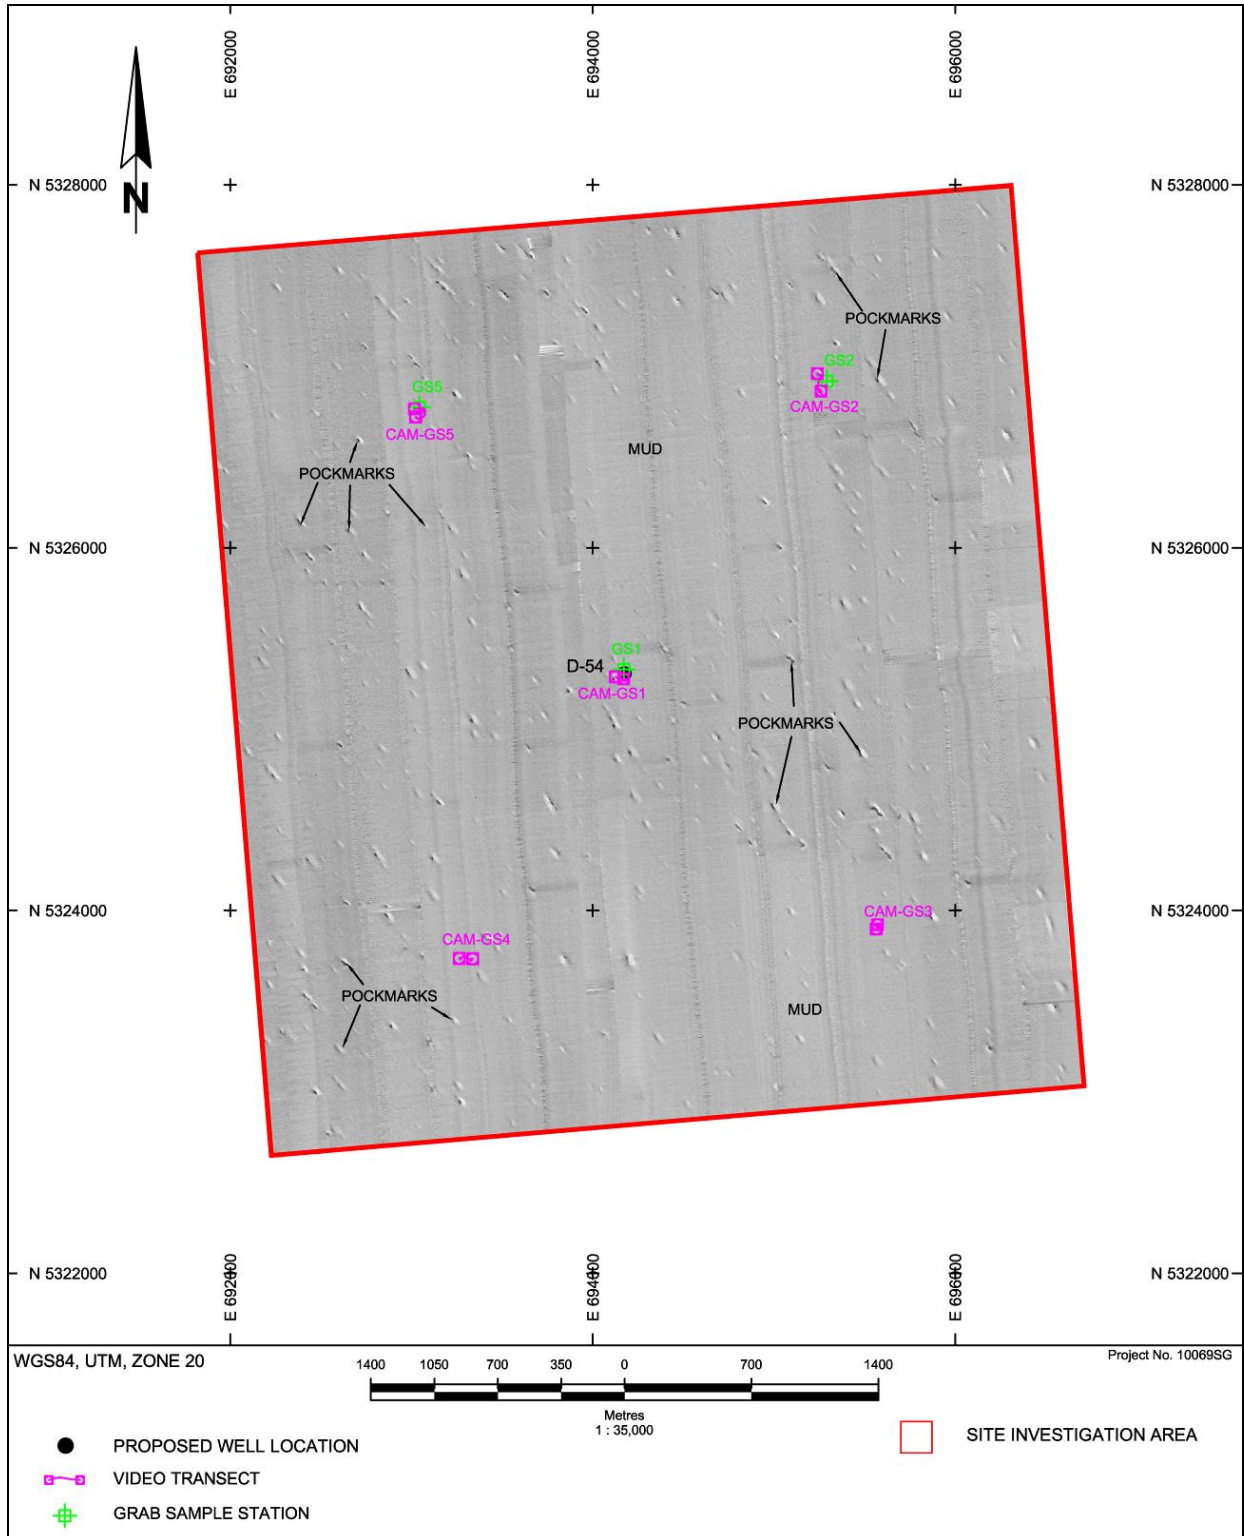 E 692000
E 694000
E 696000
N
N 5328000
N 5328000
POCKMARKS
GS2
CAM-GS2
GS5
CAM-GS5
MUD
POCKMARKS
N 5326000
N 5326000
GS1
D-54
CAM-GS1
POCKMARKS
N 5324000
CAM-GS3
N 5324000
CAM-GS4
POCKMARKS
MUD
N 5322000
N 5322000
E 692000
E 694000
E 696000
WGS84, UTM, ZONE 20
Project No. 10069SG
1400 1050 700 350 0 700 1400
Metres
1 : 35,000
PROPOSED WELL LOCATION
SITE INVESTIGATION AREA
VIDEO TRANSECT
GRAB SAMPLE STATION